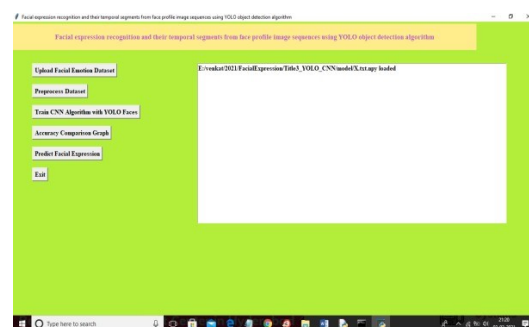 Facial expression recognition and their temporal segments from face profile image sequences using YOLO object detection algorithm
Facial expression recognition and their temporal segments from face profile image sequences using YOLO object detection algorithm
Upload Facial Emotion Dataset
E:/venkat/2021/FacialExpression/Title3_YOLO_CNN/model/X.txt.npy loaded
Preprocess Dataset
Train CNN Algorithm with YOLO Faces
Accuracy Comparison Graph
Predict Facial Expression
Exit
Type here to search
21:20